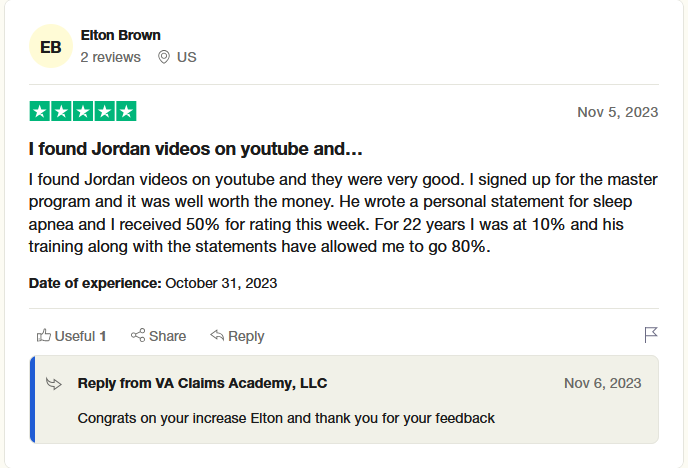 EB
Elton Brown
2 reviews US
Nov 5, 2023
I found Jordan videos on youtube and…
I found Jordan videos on youtube and they were very good. I signed up for the master
program and it was well worth the money. He wrote a personal statement for sleep
apnea and I received 50% for rating this week. For 22 years I was at 10% and his
training along with the statements have allowed me to go 80%.
Date of experience: October 31, 2023
Useful 1 Share Reply
Reply from VA Claims Academy, LLC
Nov 6, 2023
Congrats on your increase Elton and thank you for your feedback